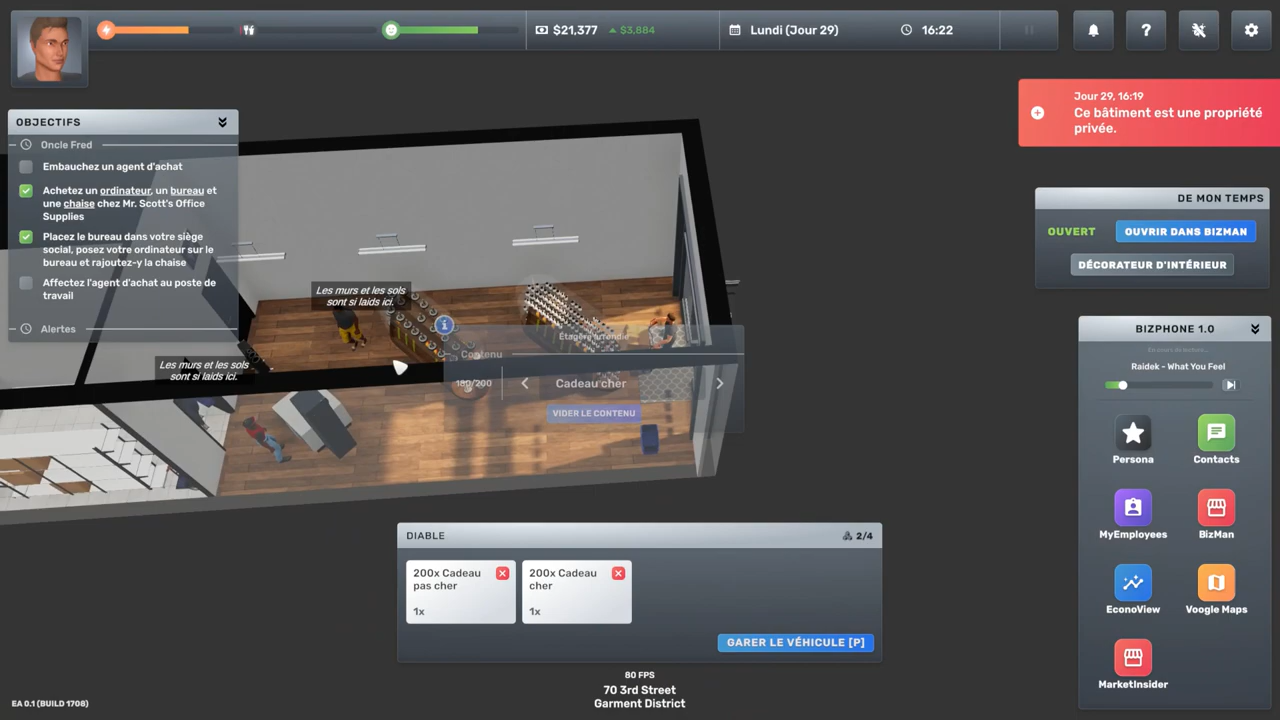 $21,377
$3,884
Lundi (Jour 29)
16:22
?
OBJECTIFS
Oncle Fred
Embauchez un agent d'achat
Achetez un ordinateur, un bureau et
une chaise chez Mr. Scott's Office
Supplies
Placez le bureau dans votre siège
social, posez votre ordinateur sur le
bureau et rajoutez-y la chaise
Affectez l'agent d'achat au poste de
travail
Alertes
Jour 29, 16:19
Ce bâtiment est une propriété
privée.
DE MON TEMPS
OUVERT
OUVRIR DANS BIZMAN
DÉCORATEUR D'INTÉRIEUR
Les murs et les sols
sont si laids ici.
Les murs et les sols
sont si laids ici.
Étagère arrondie
Contenu
180/200
Cadeau cher
VIDER LE CONTENU
BIZPHONE 1.0
En cours de lecture...
Raidek - What You Feel
Persona
Contacts
MyEmployees
BizMan
EconoView
Voogle Maps
MarketInsider
DIABLE
2/4
200x Cadeau
pas cher
1x
200x Cadeau
cher
1x
GARER LE VÉHICULE [P]
80 FPS
70 3rd Street
Garment District
EA 0.1 (BUILD 1708)